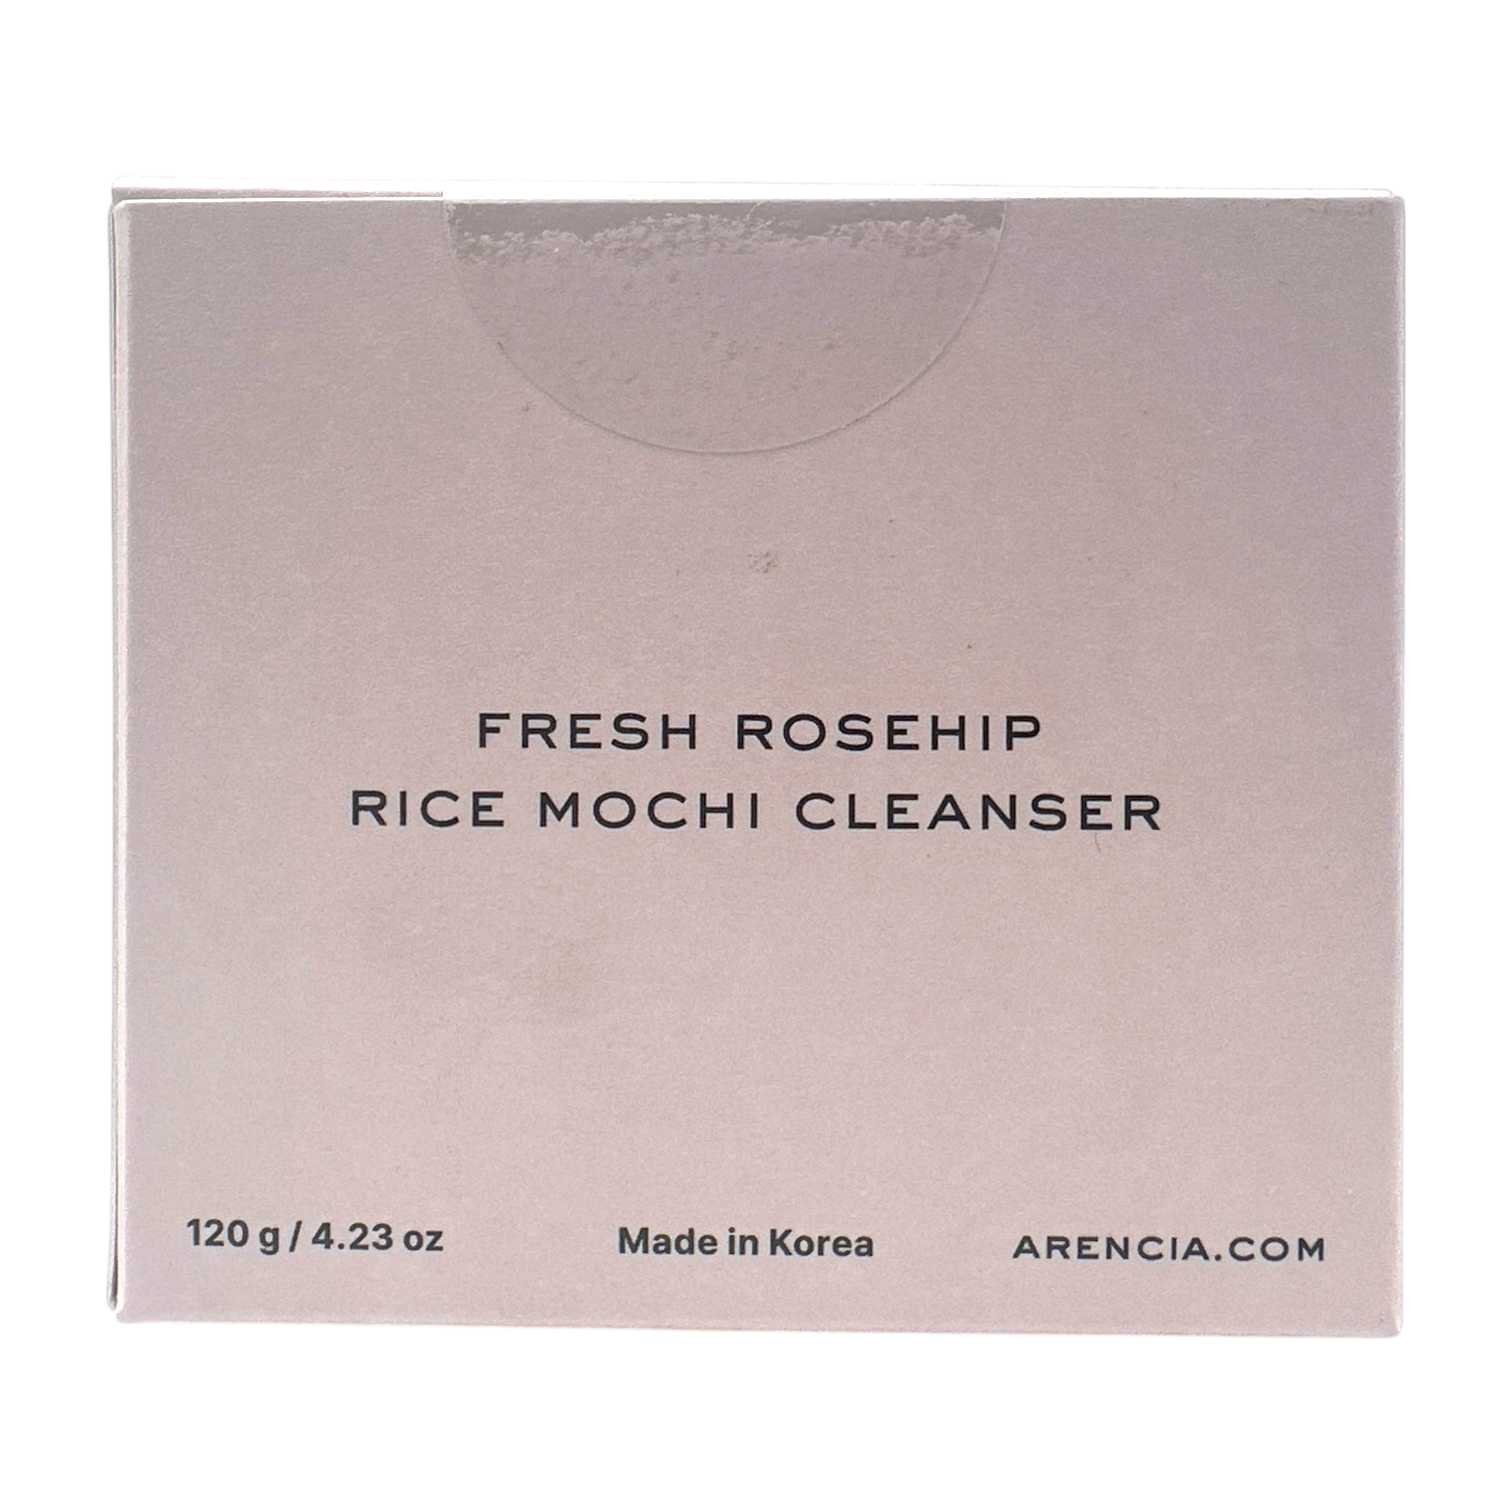 FRESH ROSEHIP
RICE MOCHI CLEANSER
120 g / 4.23 oz
Made in Korea
ARENCIA.COM